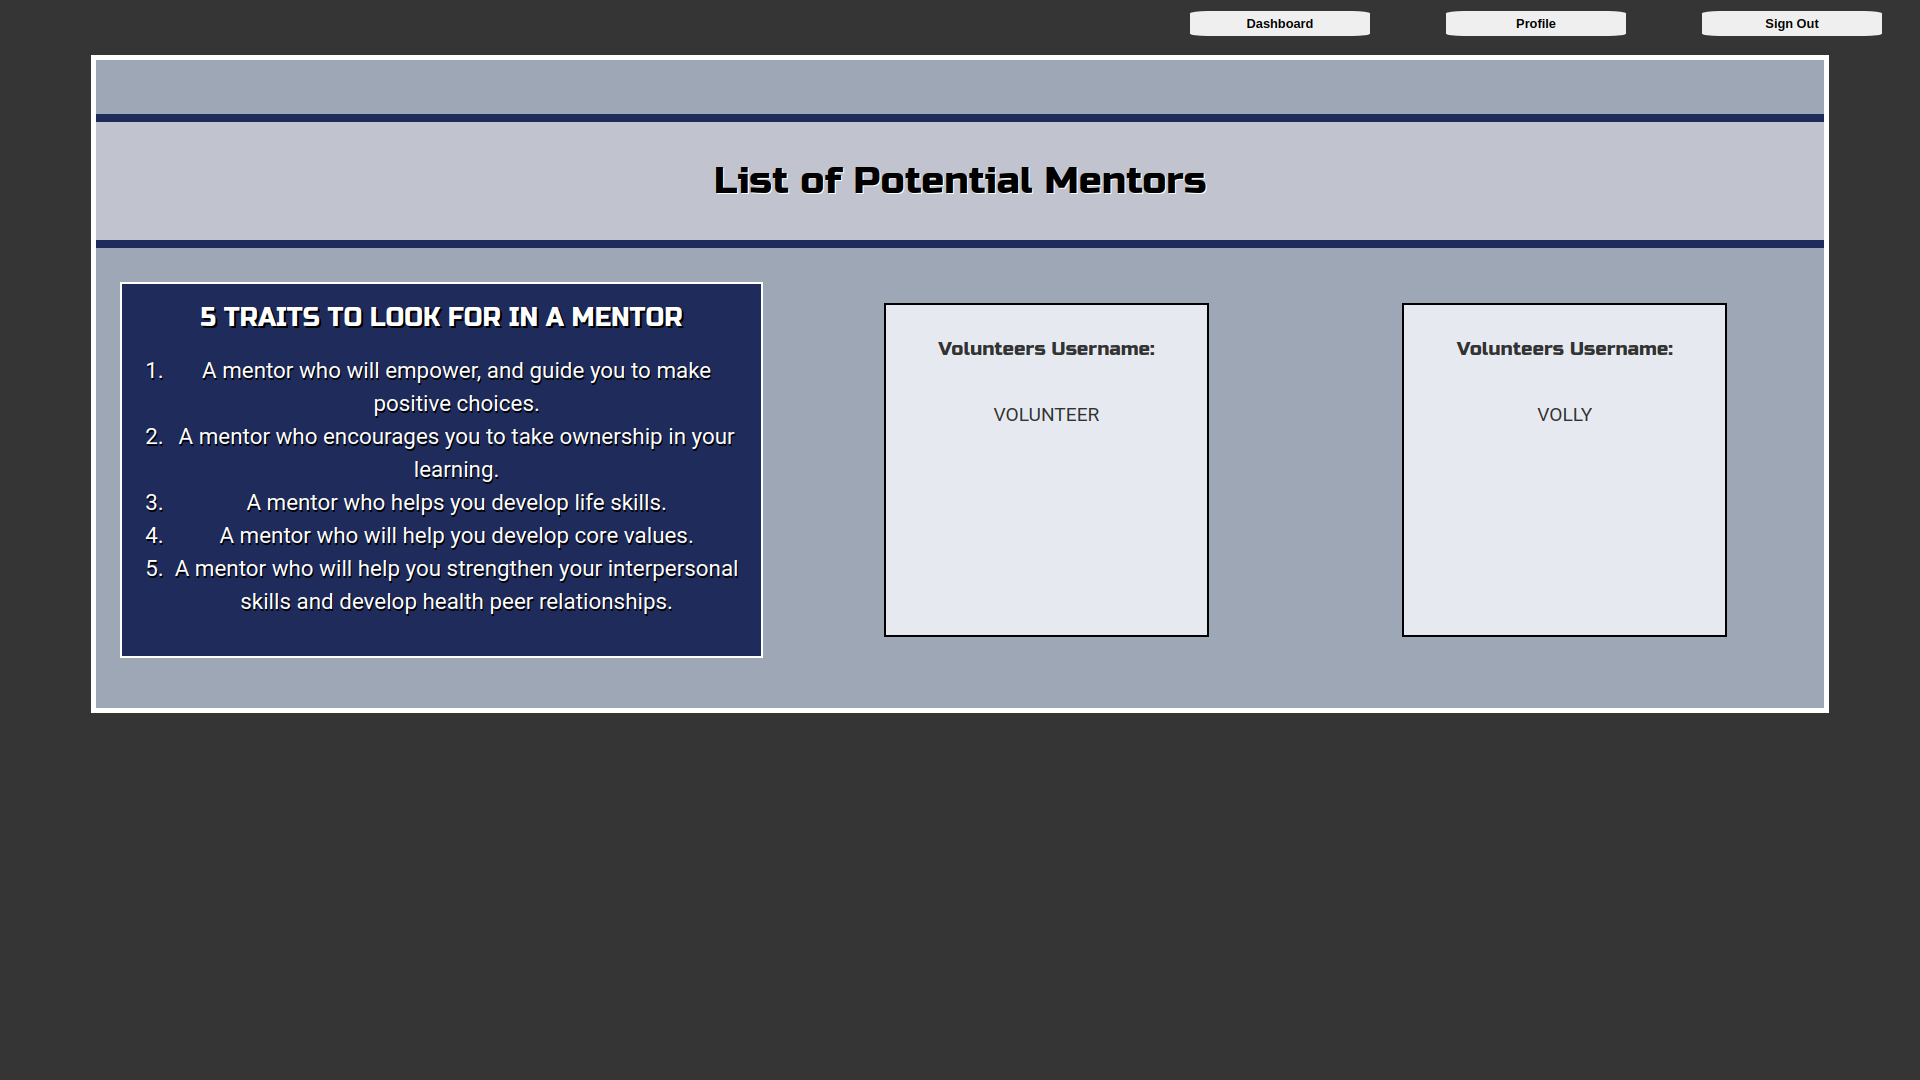 Dashboard
Profile
Sign Out
List of Potential Mentors
5 TRAITS TO LOOK FOR IN A MENTOR
1. A mentor who will empower, and guide you to make
positive choices.
2. A mentor who encourages you to take ownership in your
learning.
3. A mentor who helps you develop life skills.
4. A mentor who will help you develop core values.
5. A mentor who will help you strengthen your interpersonal
skills and develop health peer relationships.
Volunteers Username:
VOLUNTEER
Volunteers Username:
VOLLY